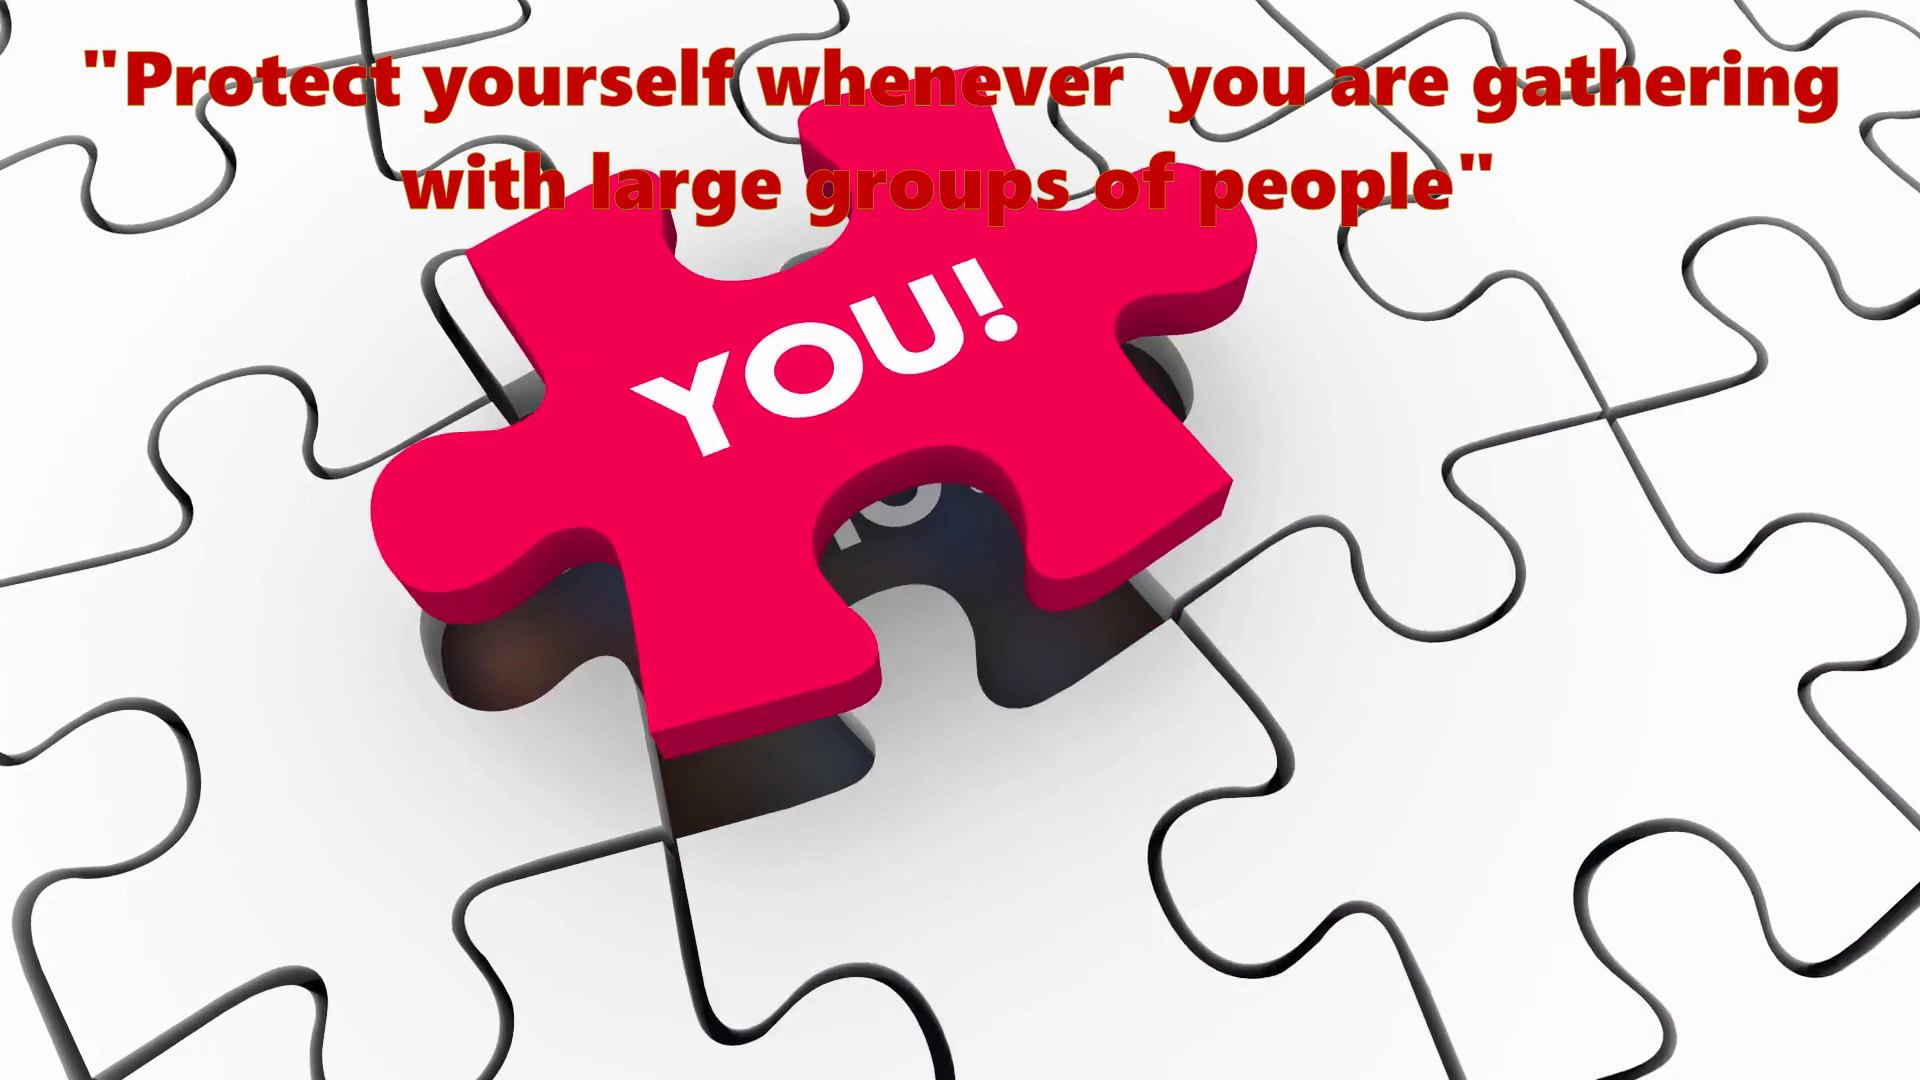 "Protect yourself whenever  you are gathering
with large groups of people"
YOU!